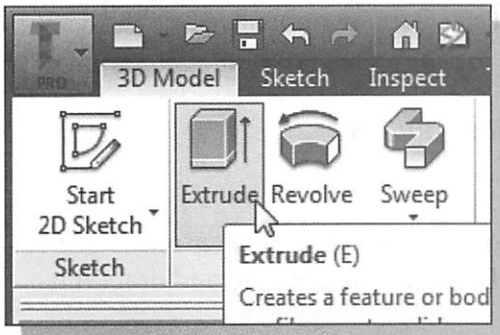 PRO
3D Model Sketch Inspect
Start
2D Sketch
Extrude Revolve Sweep
Sketch
Extrude (E)
Creates a feature or bod